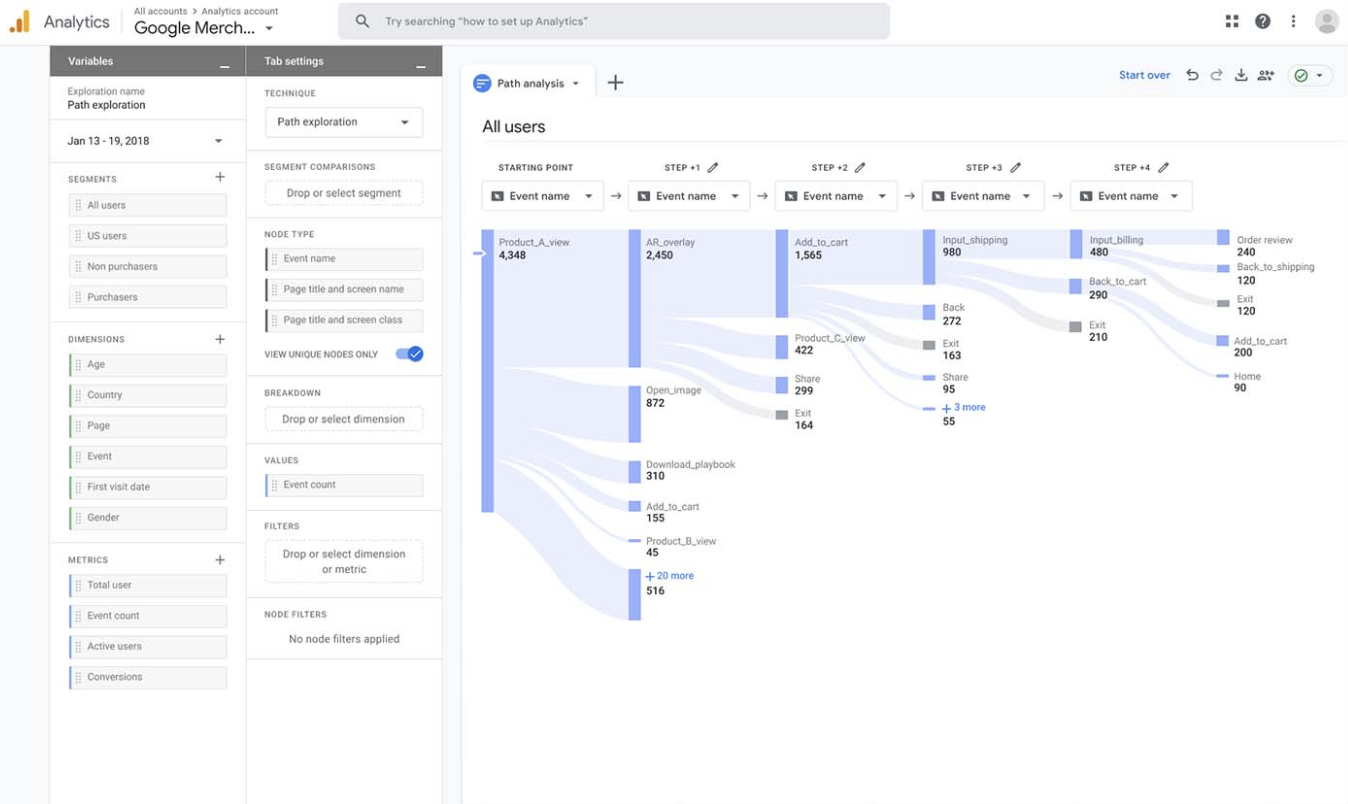 Analytics
All accounts > Analytics account
Google Merch...
Try searching “how to set up Analytics”
Variables
Exploration name
Path exploration
Jan 13 - 19, 2018
SEGMENTS
All users
US users
Non purchasers
Purchasers
DIMENSIONS
Age
Country
Page
Event
First visit date
Gender
METRICS
Total user
Event count
Active users
Conversions
Tab settings
TECHNIQUE
Path exploration
SEGMENT COMPARISONS
Drop or select segment
NODE TYPE
Event name
Page title and screen name
Page title and screen class
VIEW UNIQUE NODES ONLY
BREAKDOWN
Drop or select dimension
VALUES
Event count
FILTERS
Drop or select dimension
or metric
NODE FILTERS
No node filters applied
Path analysis
Start over
All users
STARTING POINT
STEP +1
STEP +2
STEP +3
STEP +4
Event name
Event name
Event name
Event name
Event name
Product_A_view
4,348
AR_overlay
2,450
Open_image
872
Download_playbook
310
Add_to_cart
155
Product_B_view
45
+ 20 more
516
Add_to_cart
1,565
Product_C_view
422
Share
299
Exit
164
Input_shipping
980
Back
272
Exit
163
Share
95
+ 3 more
55
Input_billing
480
Back_to_cart
290
Exit
210
Order review
240
Back_to_shipping
120
Exit
120
Add_to_cart
200
Home
90